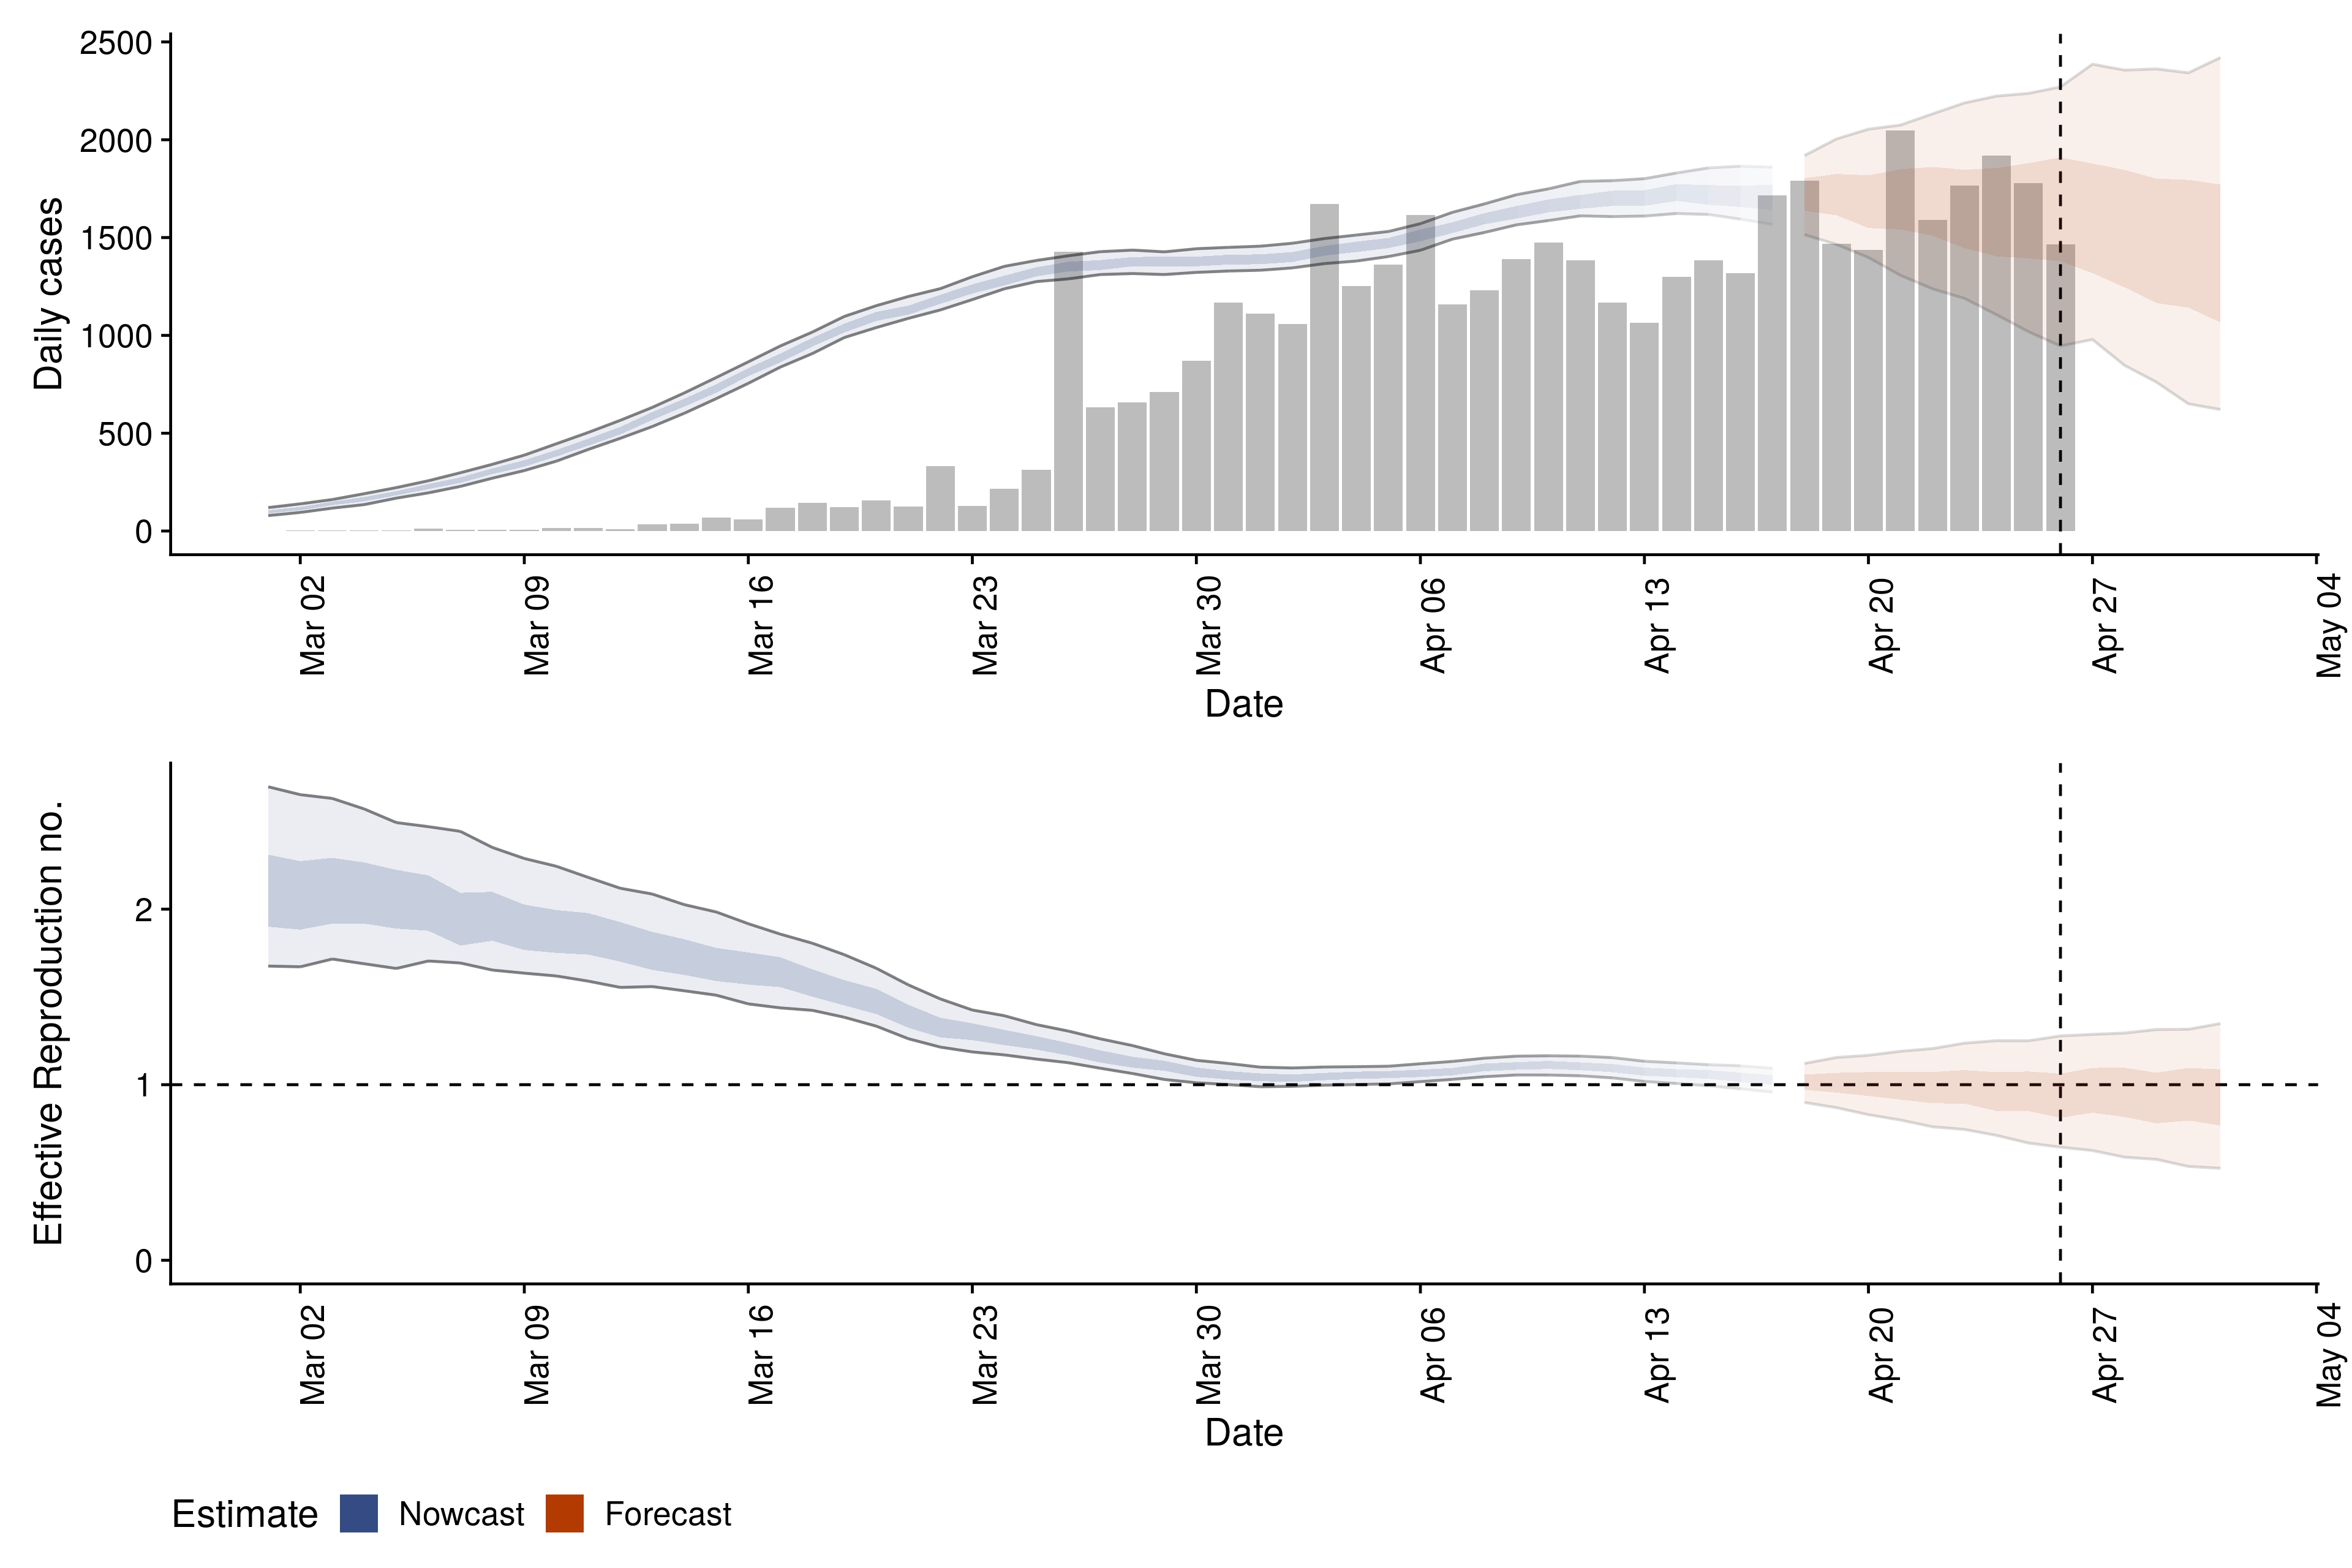 Daily cases
2500
2000
1500
1000
500
0
Mar 02
Mar 09
Mar 16
Mar 23
Mar 30
Apr 06
Apr 13
Apr 20
Apr 27
May 04
Date
Effective Reproduction no.
2
1
0
Mar 02
Mar 09
Mar 16
Mar 23
Mar 30
Apr 06
Apr 13
Apr 20
Apr 27
May 04
Date
Estimate Nowcast Forecast